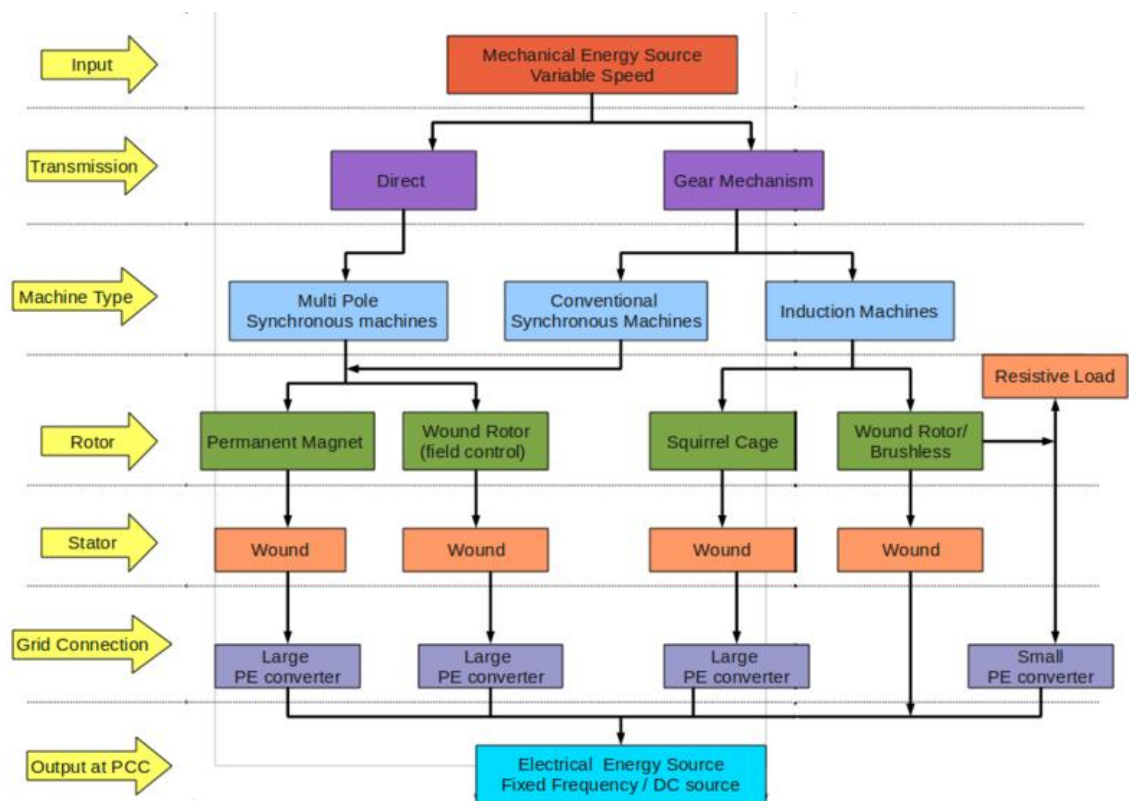 Input
Mechanical Energy Source
Variable Speed
Transmission
Direct
Gear Mechanism
Machine Type
Multi Pole
Synchronous machines
Conventional
Synchronous Machines
Induction Machines
Resistive Load
Rotor
Permanent Magnet
Wound Rotor
(field control)
Squirrel Cage
Wound Rotor/
Brushless
Stator
Wound
Wound
Wound
Wound
Grid Connection
Large
PE converter
Large
PE converter
Large
PE converter
Small
PE converter
Output at PCC
Electrical Energy Source
Fixed Frequency / DC source